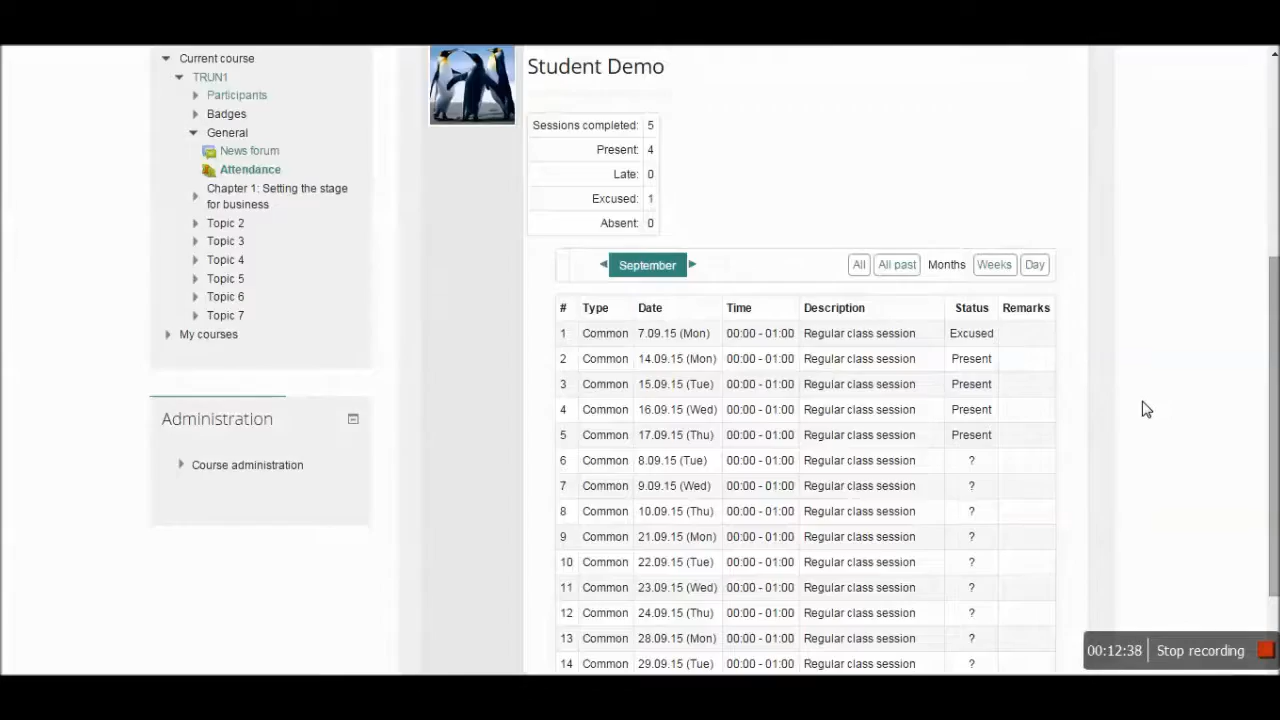 Current course
TRUN1
Participants
Badges
General
News forum
Attendance
Chapter 1: Setting the stage
for business
Topic 2
Topic 3
Topic 4
Topic 5
Topic 6
Topic 7
My courses
Administration
Course administration
Student Demo
Sessions completed: 5
Present: 4
Late: 0
Excused: 1
Absent: 0
September All All past Months Weeks Day
# Type Date Time Description Status Remarks
1 Common 7.09.15 (Mon) 00:00 - 01:00 Regular class session Excused
2 Common 14.09.15 (Mon) 00:00 - 01:00 Regular class session Present
3 Common 15.09.15 (Tue) 00:00 - 01:00 Regular class session Present
4 Common 16.09.15 (Wed) 00:00 - 01:00 Regular class session Present
5 Common 17.09.15 (Thu) 00:00 - 01:00 Regular class session Present
6 Common 8.09.15 (Tue) 00:00 - 01:00 Regular class session ?
7 Common 9.09.15 (Wed) 00:00 - 01:00 Regular class session ?
8 Common 10.09.15 (Thu) 00:00 - 01:00 Regular class session ?
9 Common 21.09.15 (Mon) 00:00 - 01:00 Regular class session ?
10 Common 22.09.15 (Tue) 00:00 - 01:00 Regular class session ?
11 Common 23.09.15 (Wed) 00:00 - 01:00 Regular class session ?
12 Common 24.09.15 (Thu) 00:00 - 01:00 Regular class session ?
13 Common 28.09.15 (Mon) 00:00 - 01:00 Regular class session ?
14 Common 29.09.15 (Tue) 00:00 - 01:00 Regular class session ?
00:12:38 Stop recording